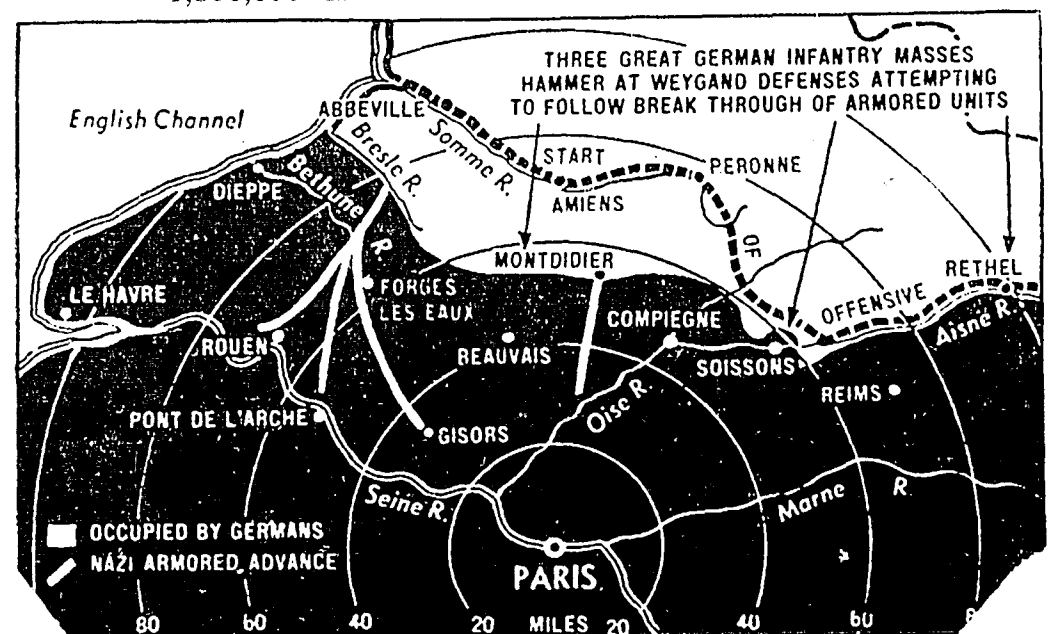 THREE GREAT GERMAN INFANTRY MASSES
HAMMER AT WEYGAND DEFENSES ATTEMPTING
TO FOLLOW BREAK THROUGH OF ARMORED UNITS
English Channel
ABBEVILLE
Bresle R.
Somme R.
START
AMIENS
PERONNE
OF
OFFENSIVE
RETHEL
Aisne R.
DIEPPE
Bethune
R.
MONTDIDIER
LE HAVRE
FORGES
LES EAUX
ROUEN
BEAUVAIS
COMPIEGNE
SOISSONS
REIMS
PONT DE L'ARCHE
GISORS
Oise R.
Seine R.
Marne R.
OCCUPIED BY GERMANS
NAZI ARMORED ADVANCE
PARIS
80 60 40 20 MILES 20 40 60